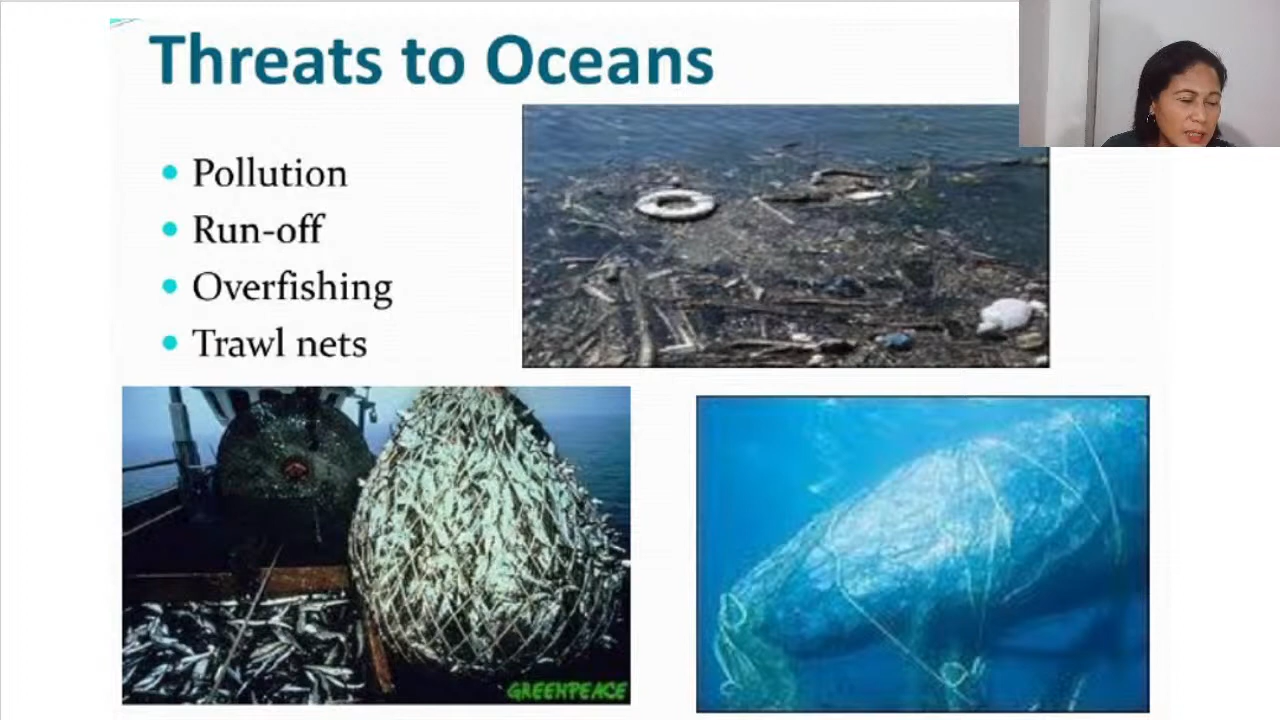 Threats to Oceans
Pollution
Run-off
Overfishing
Trawl nets
GREENPEACE